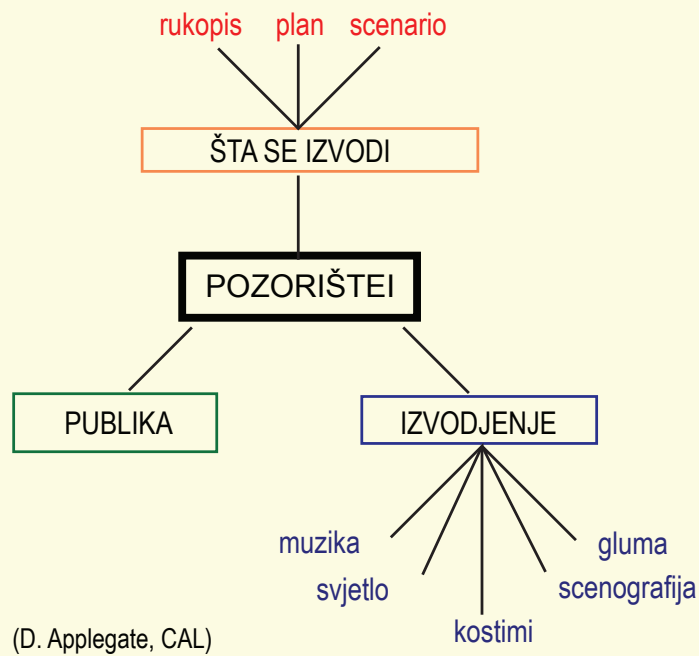 rukopis plan scenario
ŠTA SE IZVODI
POZORIŠTEI
PUBLIKA
IZVODJENJE
muzika
gluma
svjetlo
scenografija
kostimi
(D. Applegate, CAL)